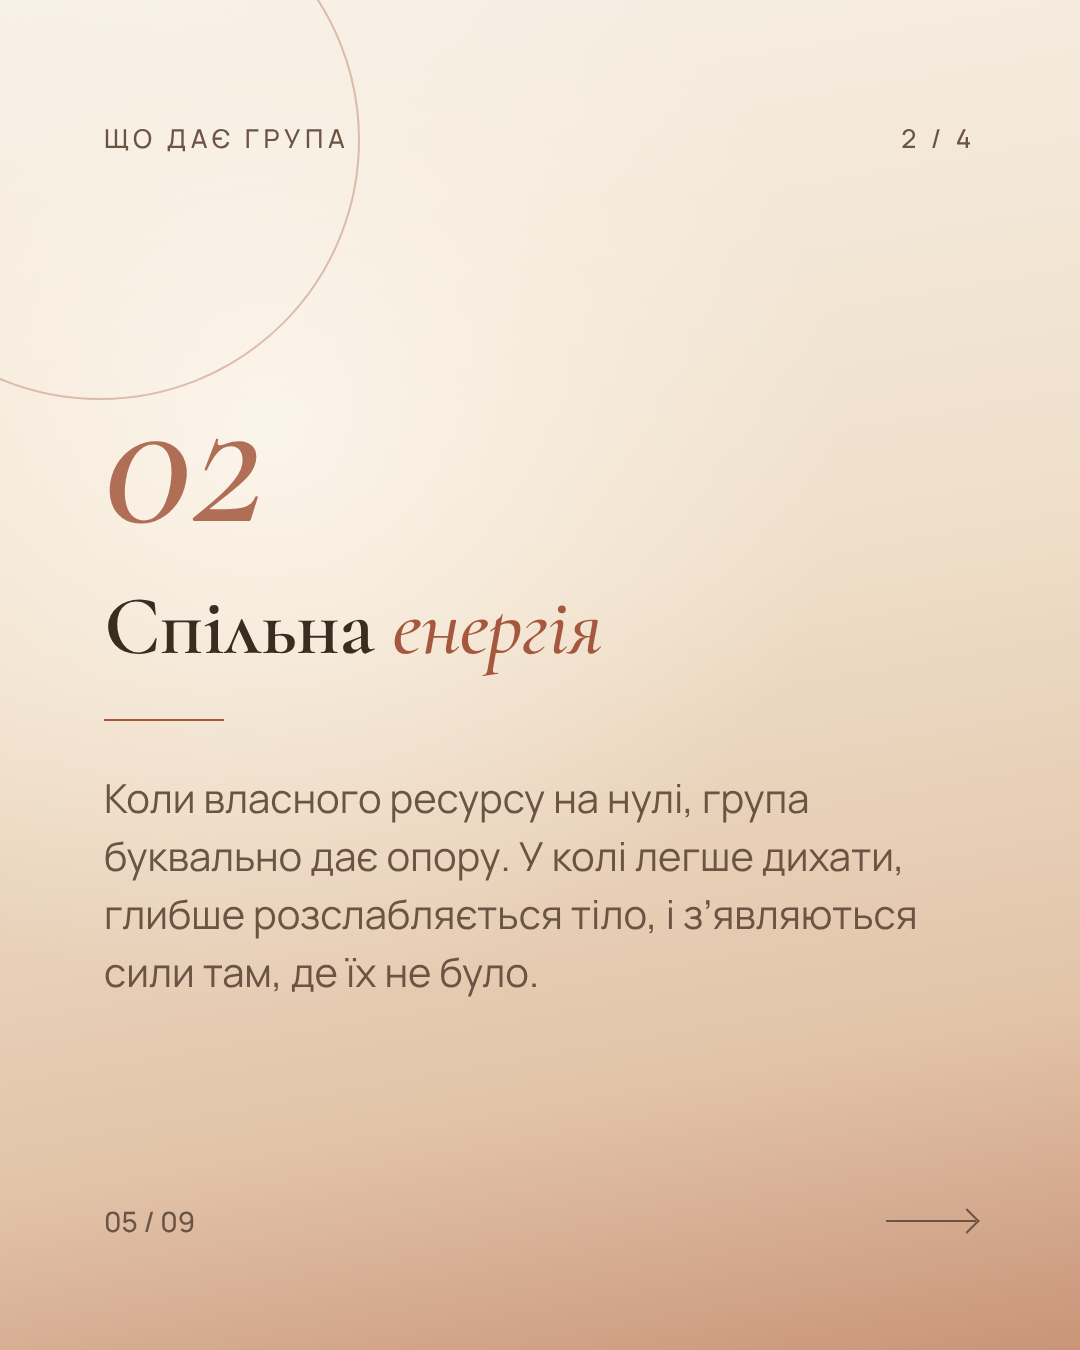 ЩО ДАЄ ГРУПА
2 / 4
02
Спільна енергія
Коли власного ресурсу на нулі, група
буквально дає опору. У колі легше дихати,
глибше розслабляється тіло, і з’являються
сили там, де їх не було.
05 / 09